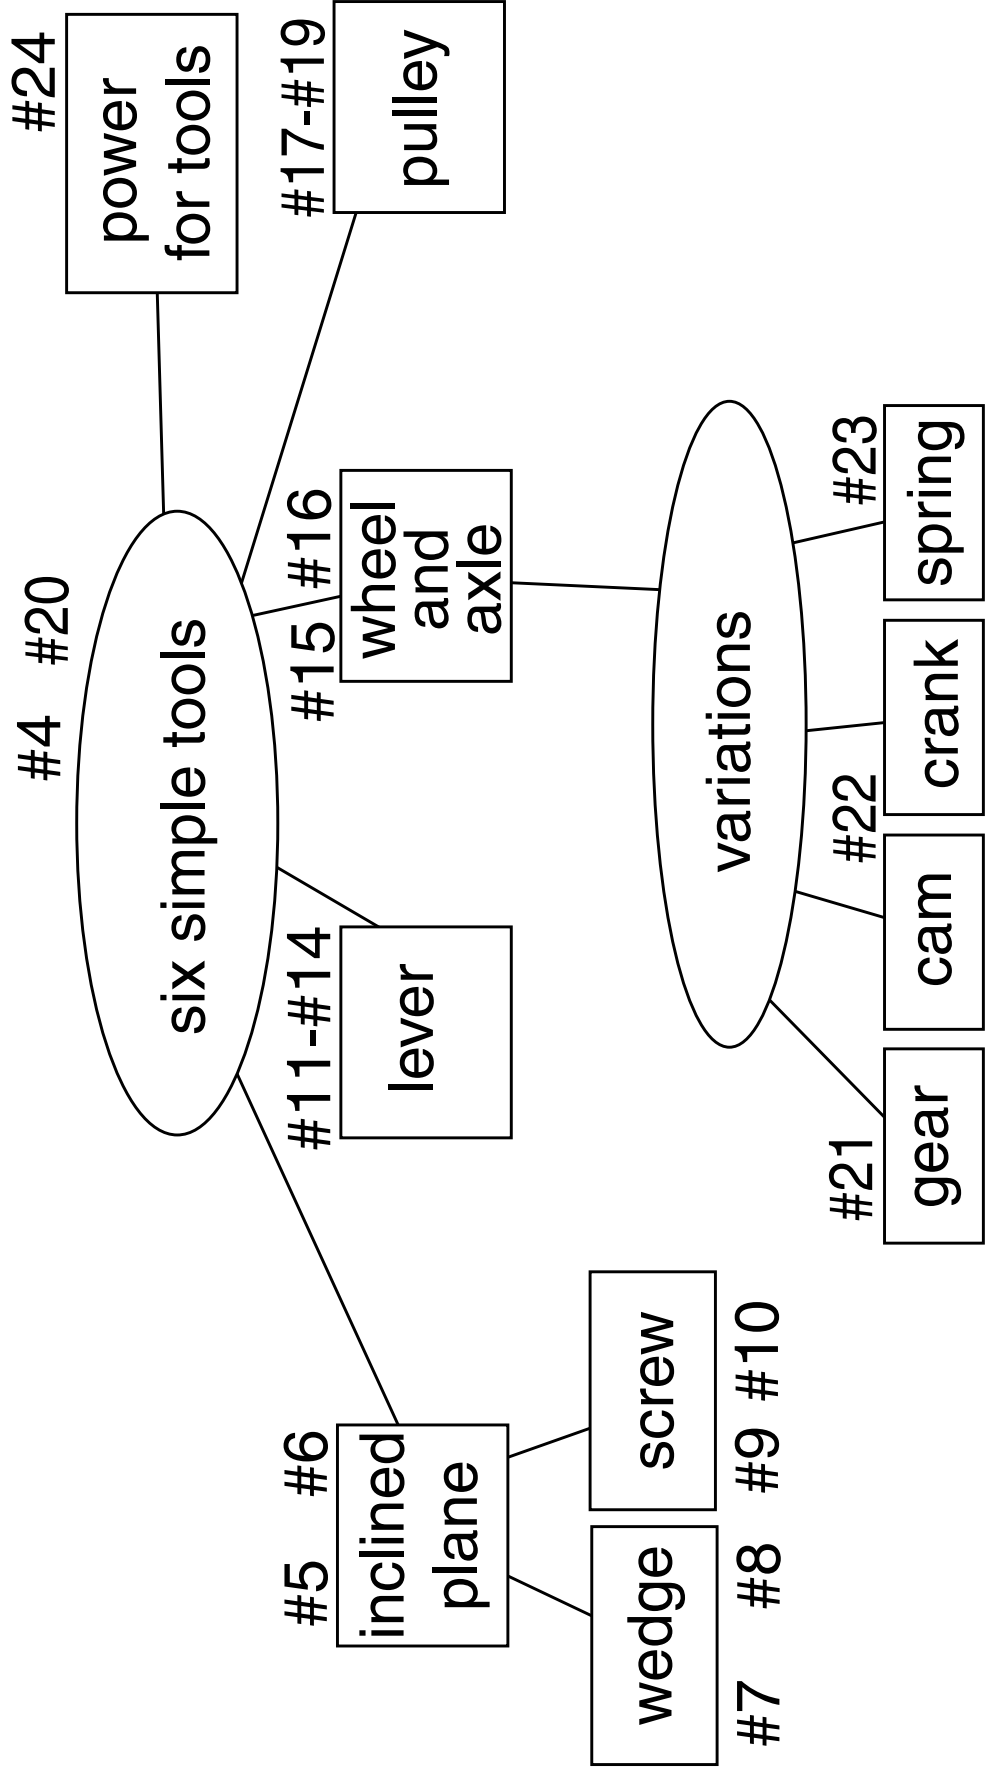 #4 #20
#24
six simple tools
power
for tools
#5 #6
#11-#14
#15 #16
#17-#19
inclined
plane
lever
wheel
and
axle
pulley
wedge
screw
variations
#7 #8
#9 #10
#21
#22
#23
gear
cam
crank
spring